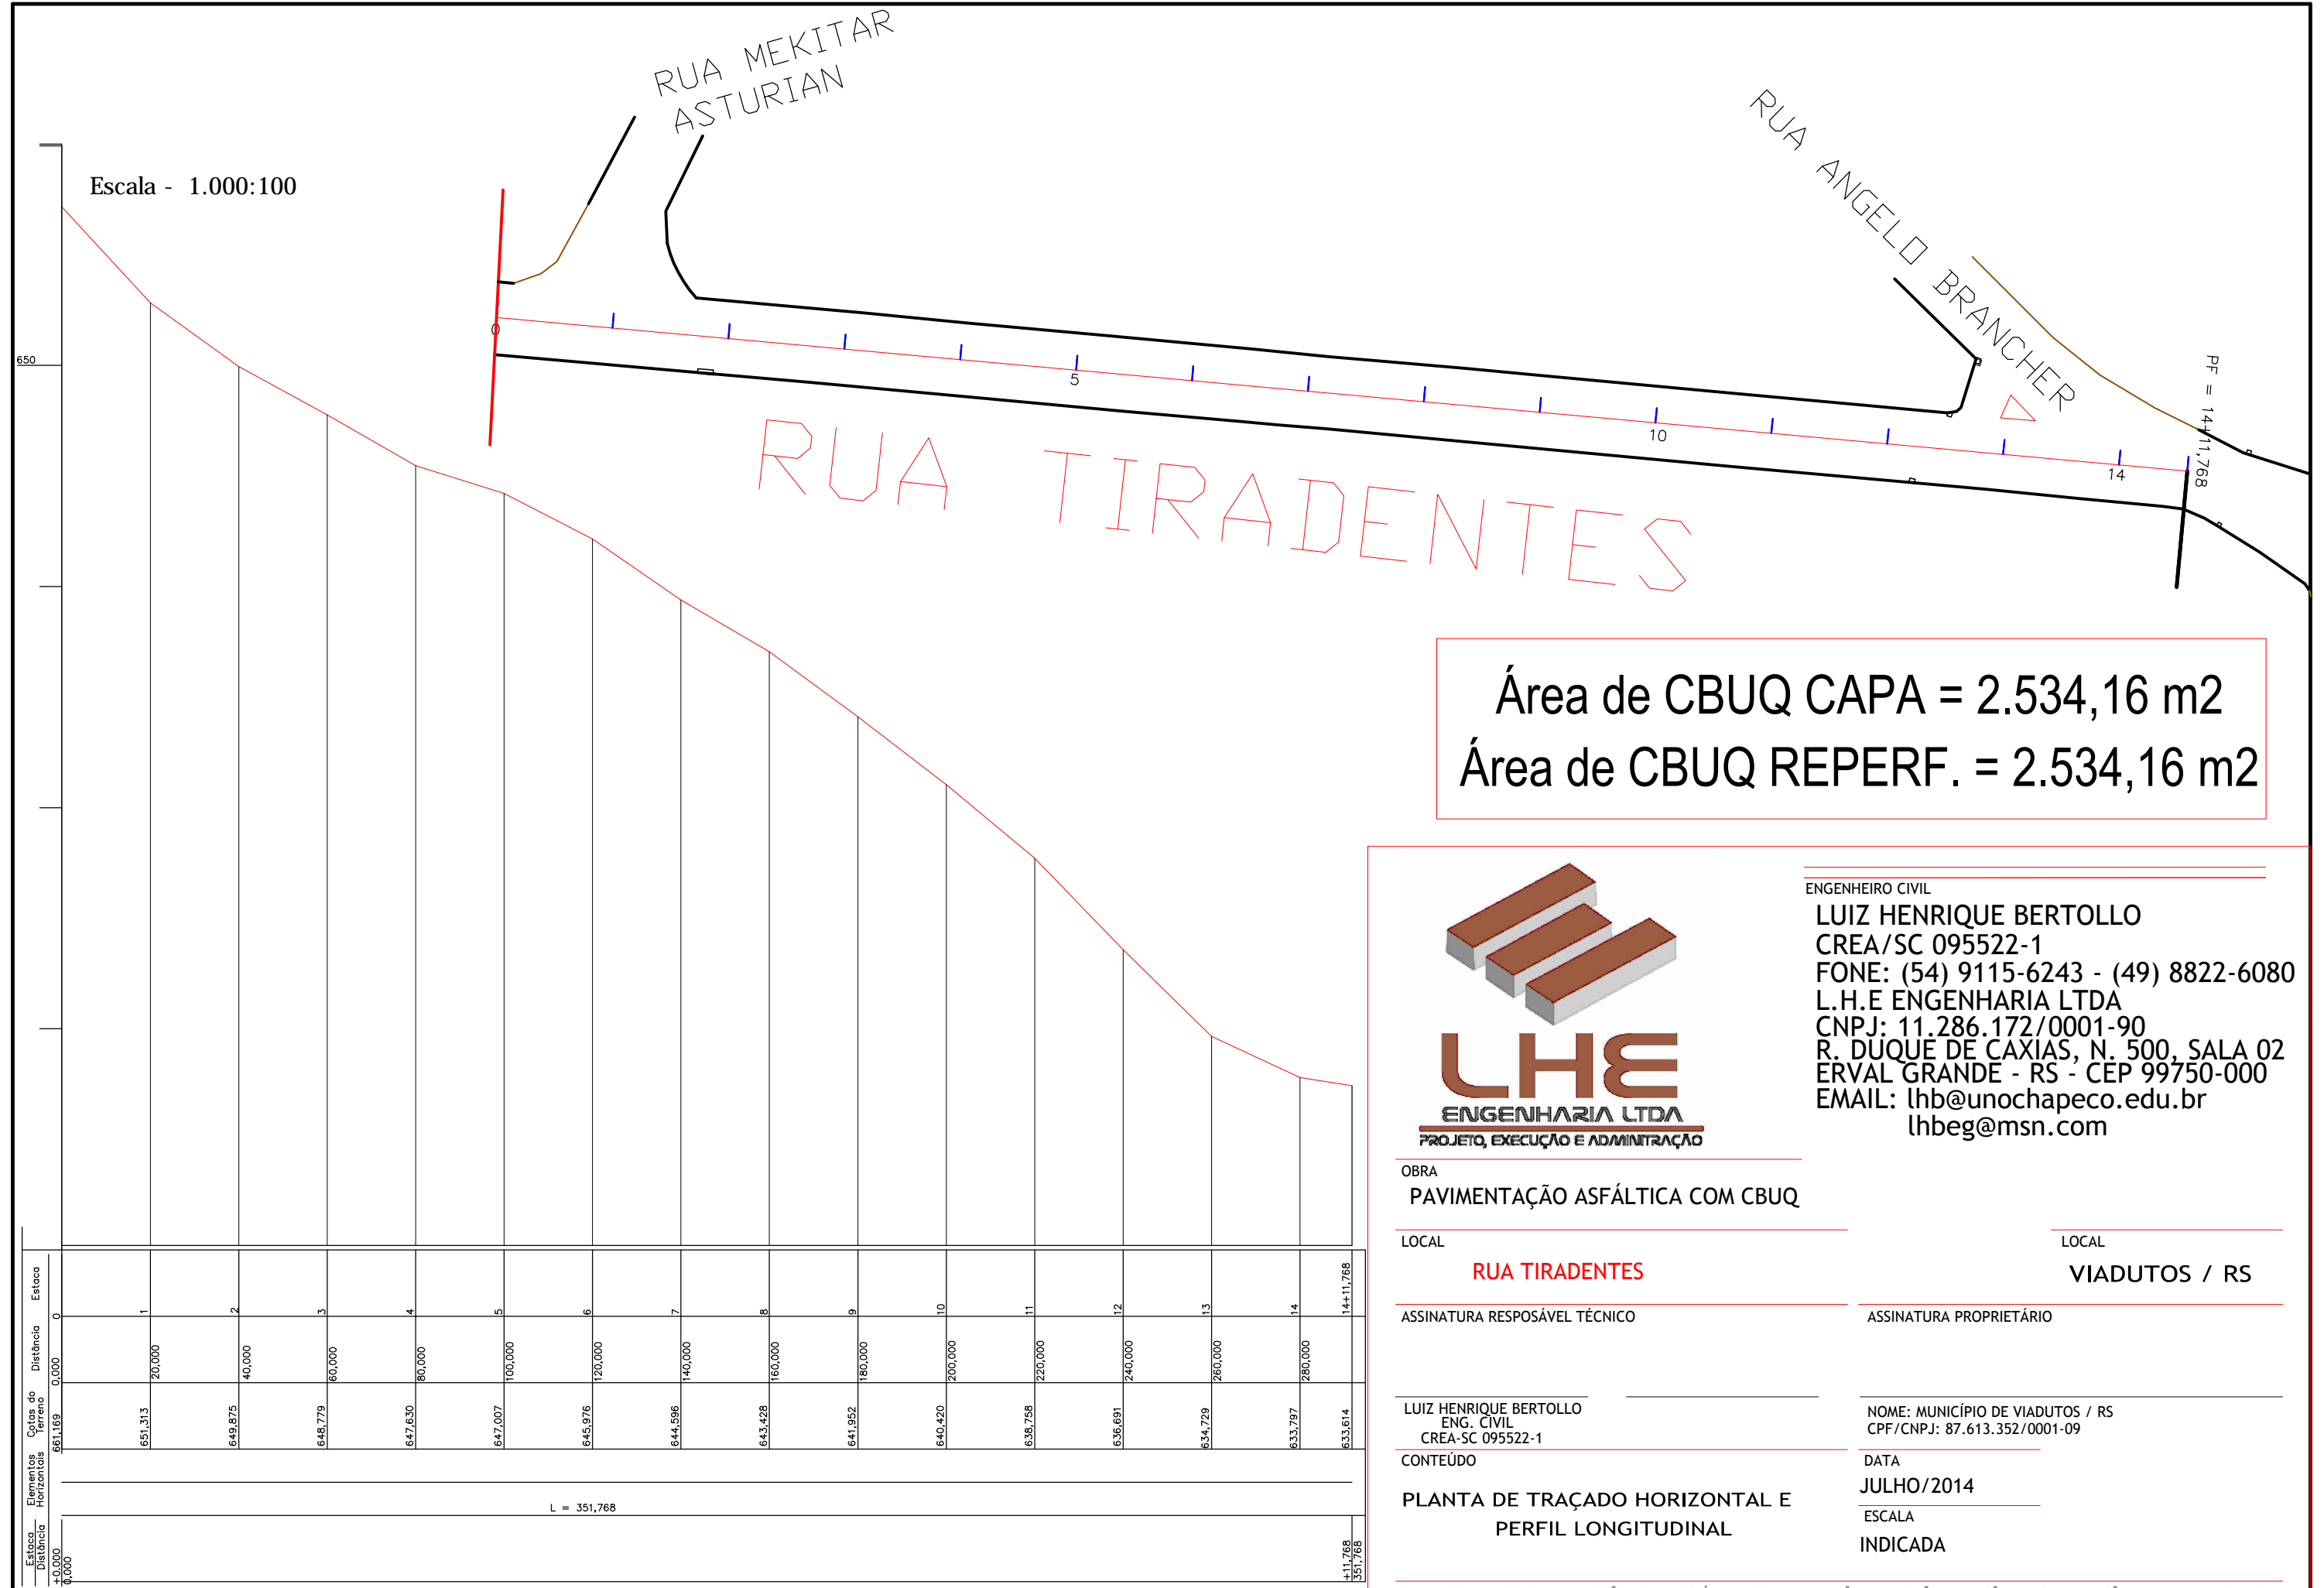 RUA MEKITAR
ASTURIAN
RUA ANGELO BRANCHER
Escala - 1.000:100
650
0
5
10
14
PF = 14+11,768
RUA TIRADENTES
Área de CBUQ CAPA = 2.534,16 m2
Área de CBUQ REPERF. = 2.534,16 m2
LHE
ENGENHARIA LTDA
PROJETO, EXECUÇÃO E ADMINITRAÇÃO
ENGENHEIRO CIVIL
LUIZ HENRIQUE BERTOLLO
CREA/SC 095522-1
FONE: (54) 9115-6243 - (49) 8822-6080
L.H.E ENGENHARIA LTDA
CNPJ: 11.286.172/0001-90
R. DUQUE DE CAXIAS, N. 500, SALA 02
ERVAL GRANDE - RS - CEP 99750-000
EMAIL: lhb@unochapeco.edu.br
lhbeg@msn.com
OBRA
PAVIMENTAÇÃO ASFÁLTICA COM CBUQ
LOCAL
RUA TIRADENTES
LOCAL
VIADUTOS / RS
ASSINATURA RESPOSÁVEL TÉCNICO
ASSINATURA PROPRIETÁRIO
LUIZ HENRIQUE BERTOLLO
ENG. CIVIL
CREA-SC 095522-1
NOME: MUNICÍPIO DE VIADUTOS / RS
CPF/CNPJ: 87.613.352/0001-09
CONTEÚDO
PLANTA DE TRAÇADO HORIZONTAL E
PERFIL LONGITUDINAL
DATA
JULHO/2014
ESCALA
INDICADA
Estaca
0 1 2 3 4 5 6 7 8 9 10 11 12 13 14 14+11,768
Distância
0,000 20,000 40,000 60,000 80,000 100,000 120,000 140,000 160,000 180,000 200,000 220,000 240,000 260,000 280,000
Cotas do
Terreno
661,169 651,313 649,875 648,779 647,630 647,007 645,976 644,596 643,428 641,952 640,420 638,758 636,691 634,729 633,797 633,614
Elementos
Horizontais
L = 351,768
Estaca
Distância
+0.000
0,000
+11,768
351,768